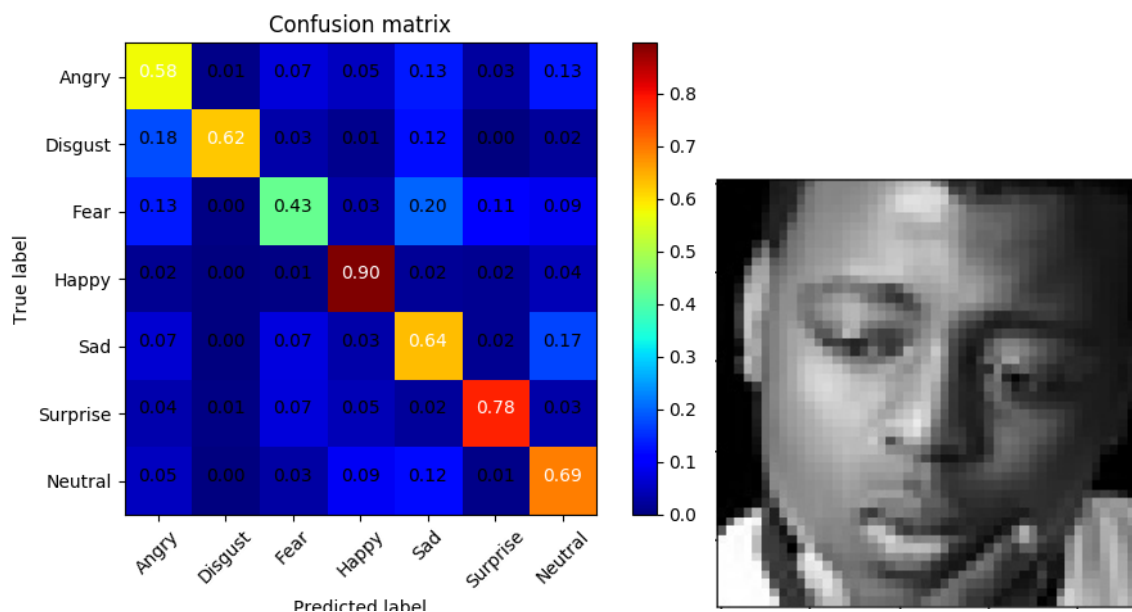 Confusion matrix
True label
Angry 0.58 0.01 0.07 0.05 0.13 0.03 0.13
Disgust 0.18 0.62 0.03 0.01 0.12 0.00 0.02
Fear 0.13 0.00 0.43 0.03 0.20 0.11 0.09
Happy 0.02 0.00 0.01 0.90 0.02 0.02 0.04
Sad 0.07 0.00 0.07 0.03 0.64 0.02 0.17
Surprise 0.04 0.01 0.07 0.05 0.02 0.78 0.03
Neutral 0.05 0.00 0.03 0.09 0.12 0.01 0.69
Angry Disgust Fear Happy Sad Surprise Neutral
Predicted label
0.8
0.7
0.6
0.5
0.4
0.3
0.2
0.1
0.0